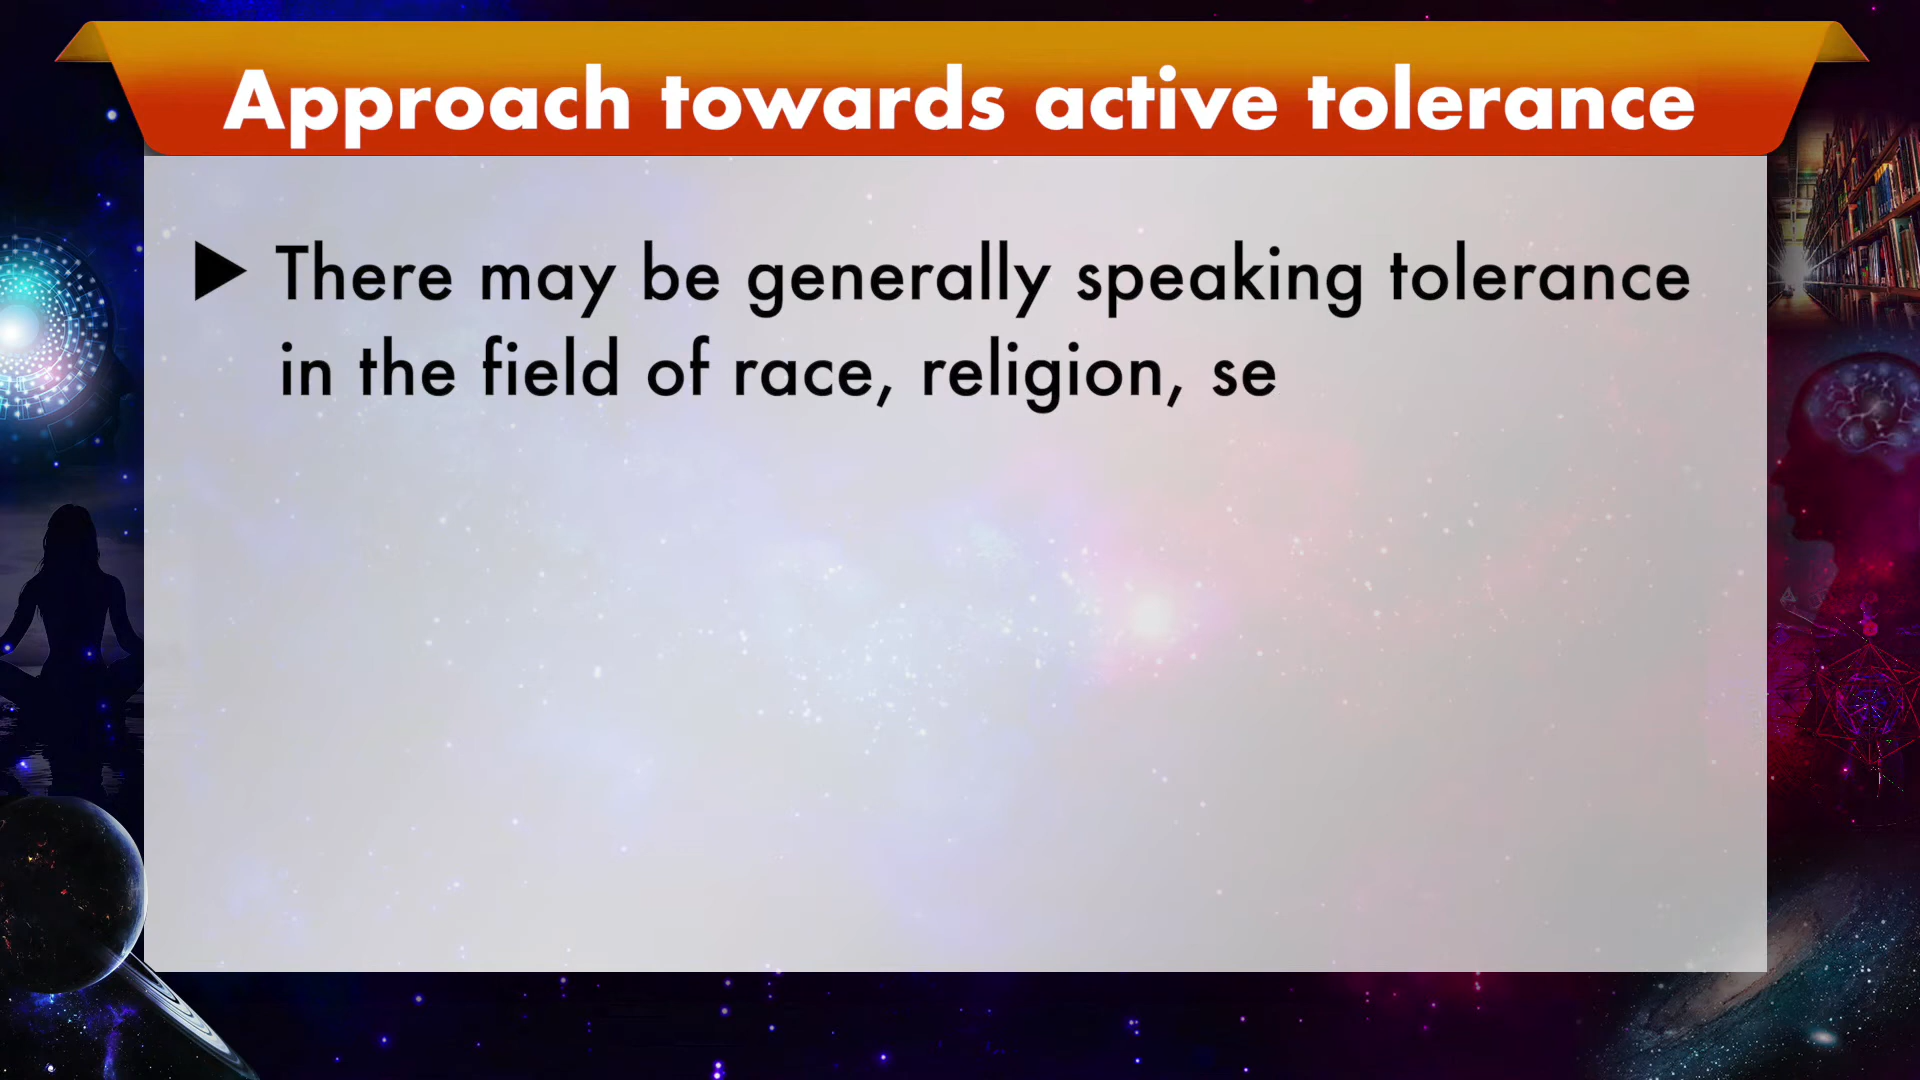 Approach towards active tolerance
▶ There may be generally speaking tolerance
in the field of race, religion, se